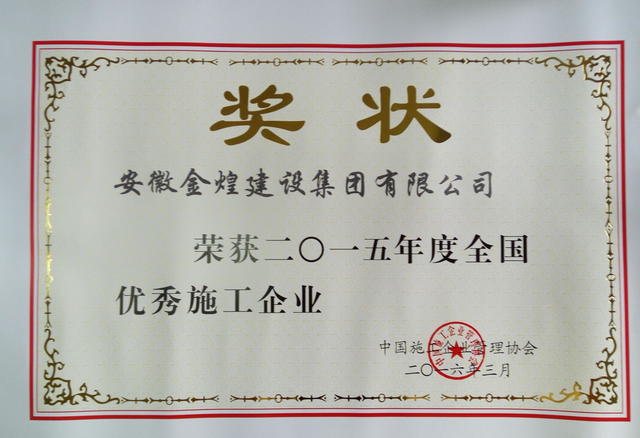 奖状
安徽金煌建设集团有限公司
荣获二〇一五年度全国
优秀施工企业
中国施工企业管理协会
二〇一六年三月